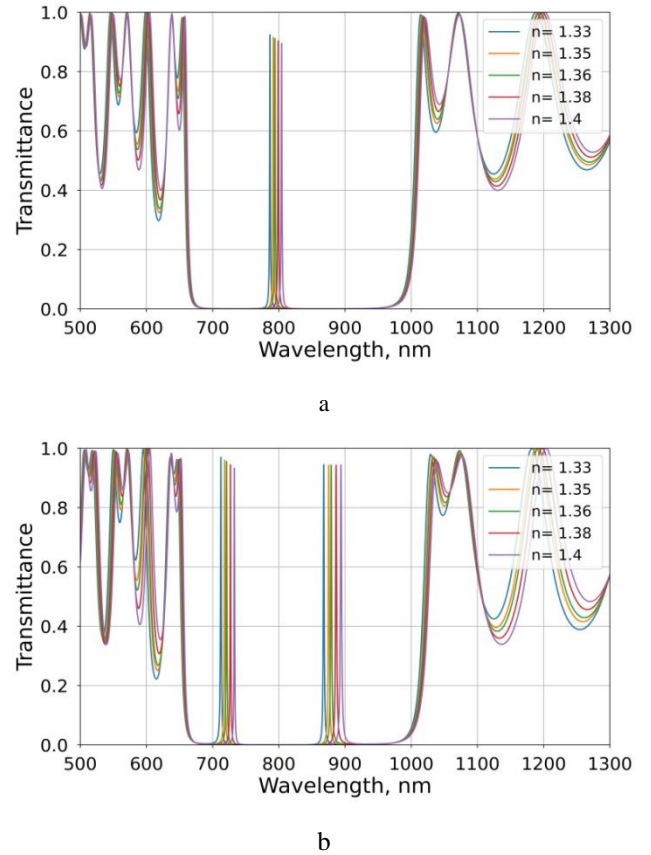 1.0
0.8
0.6
0.4
0.2
0.0
Transmittance
n= 1.33
n= 1.35
n= 1.36
n= 1.38
n= 1.4
500 600 700 800 900 1000 1100 1200 1300
Wavelength, nm
a
1.0
0.8
0.6
0.4
0.2
0.0
Transmittance
n= 1.33
n= 1.35
n= 1.36
n= 1.38
n= 1.4
500 600 700 800 900 1000 1100 1200 1300
Wavelength, nm
b